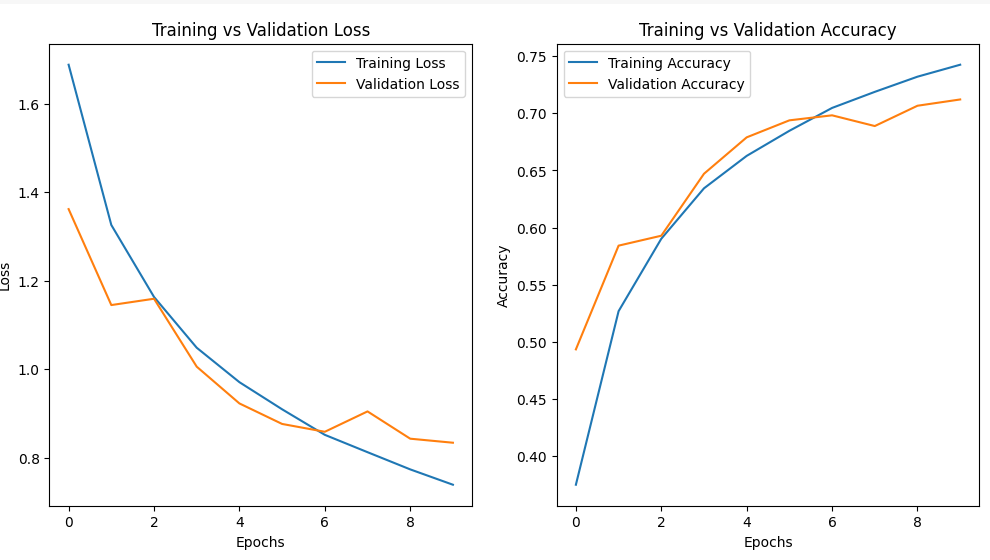 Training vs Validation Loss
Training Loss
Validation Loss
1.6
1.4
1.2
1.0
0.8
Loss
0
2
4
6
8
Epochs
Training vs Validation Accuracy
Training Accuracy
Validation Accuracy
0.75
0.70
0.65
0.60
0.55
0.50
0.45
0.40
Accuracy
0
2
4
6
8
Epochs